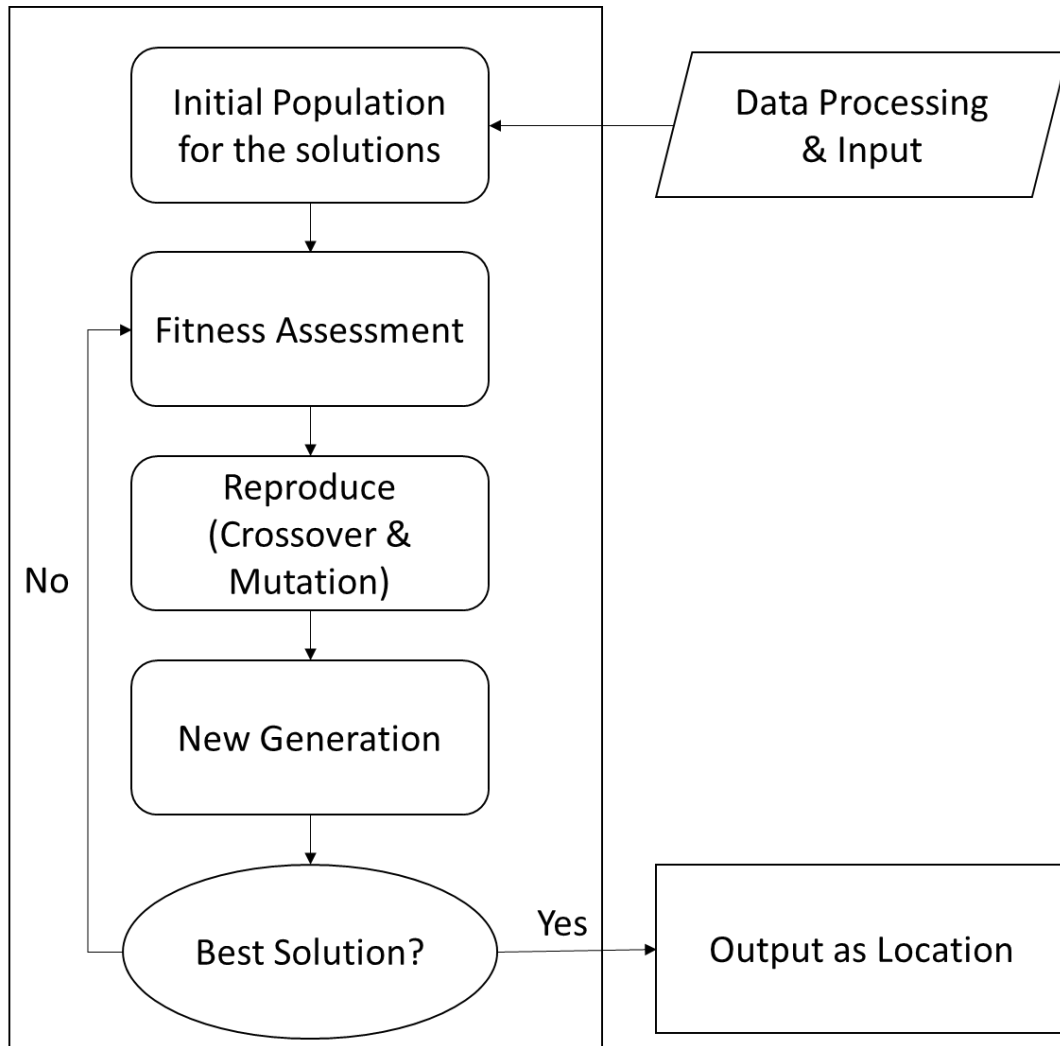 Initial Population
for the solutions
Data Processing
& Input
Fitness Assessment
Reproduce
(Crossover &
Mutation)
No
New Generation
Best Solution?
Yes
Output as Location